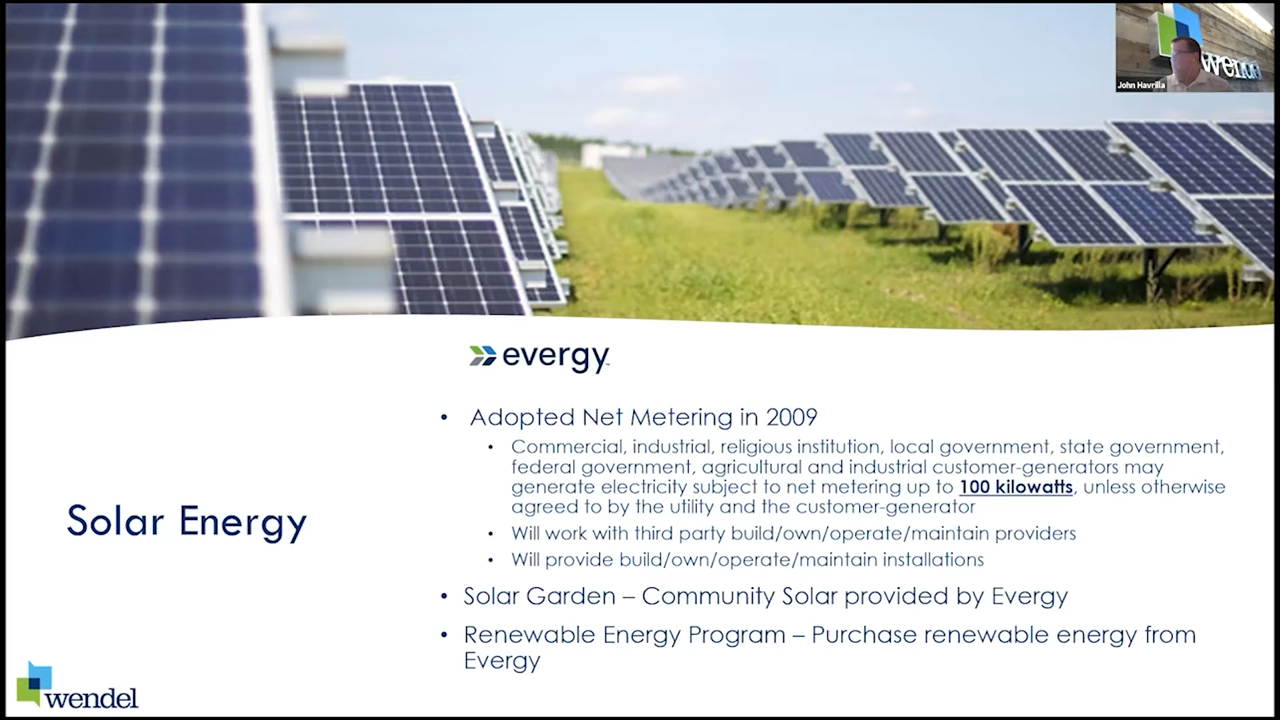 wendel
John Havrilla
evergy
• Adopted Net Metering in 2009
• Commercial, industrial, religious institution, local government, state government,
federal government, agricultural and industrial customer-generators may
generate electricity subject to net metering up to 100 kilowatts, unless otherwise
agreed to by the utility and the customer-generator
• Will work with third party build/own/operate/maintain providers
Solar Energy
• Will provide build/own/operate/maintain installations
• Solar Garden – Community Solar provided by Evergy
• Renewable Energy Program – Purchase renewable energy from
Evergy
wendel